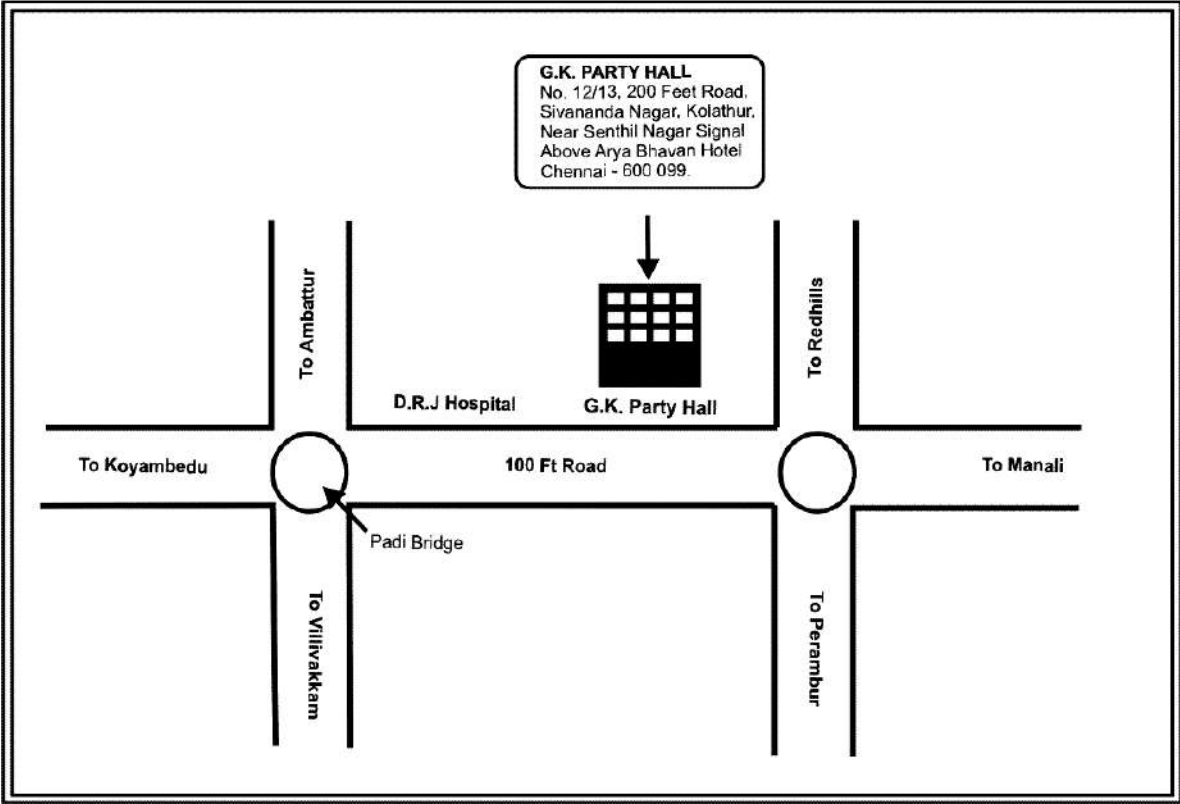 G.K. PARTY HALL
No. 12/13, 200 Feet Road,
Sivananda Nagar, Kolathur,
Near Senthil Nagar Signal
Above Arya Bhavan Hotel
Chennai - 600 099.
To Ambattur
To Redhills
D.R.J Hospital
G.K. Party Hall
To Koyambedu
100 Ft Road
To Manali
Padi Bridge
To Villivakkam
To Perambur